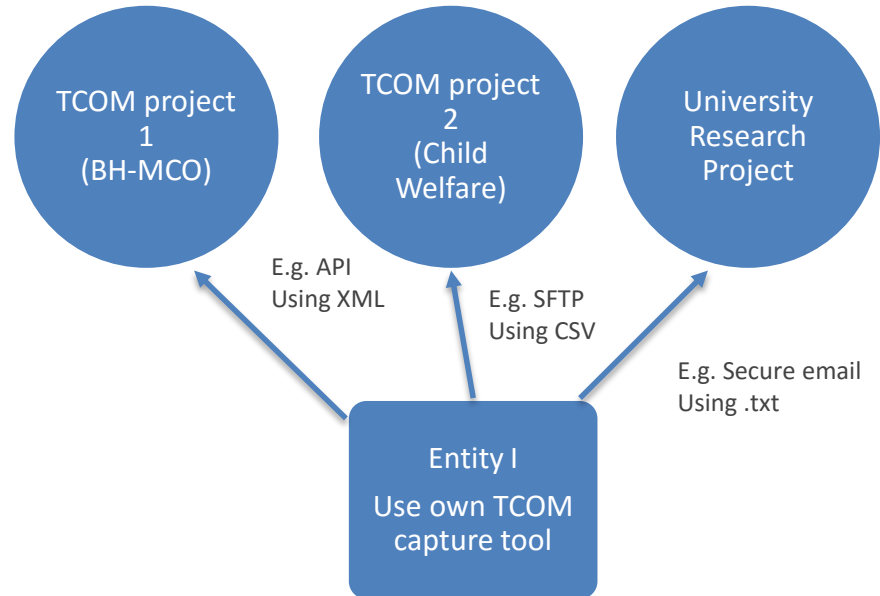 TCOM project
1
(BH-MCO)
TCOM project
2
(Child
Welfare)
University
Research
Project
E.g. API
Using XML
E.g. SFTP
Using CSV
E.g. Secure email
Using .txt
Entity I
Use own TCOM
capture tool